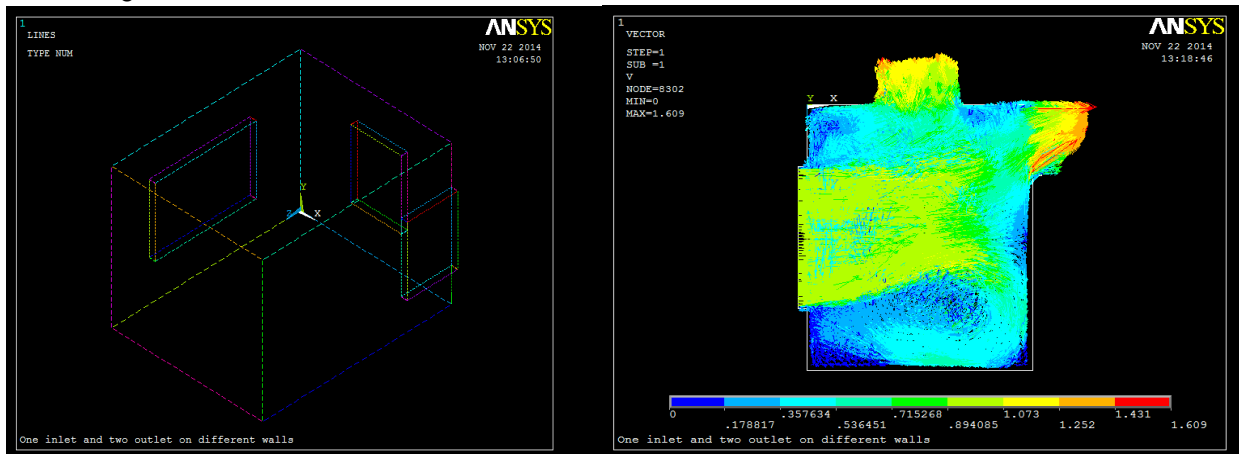 1
ANSYS
LINES
TYPE NUM
NOV 22 2014
13:06:50
Y
Z
X
One inlet and two outlet on different walls
1
ANSYS
VECTOR
NOV 22 2014
13:18:46
STEP=1
SUB =1
V
NODE=8302
MIN=0
MAX=1.609
Y X
0 .357634 .715268 1.073 1.431
.178817 .536451 .894085 1.252 1.609
One inlet and two outlet on different walls